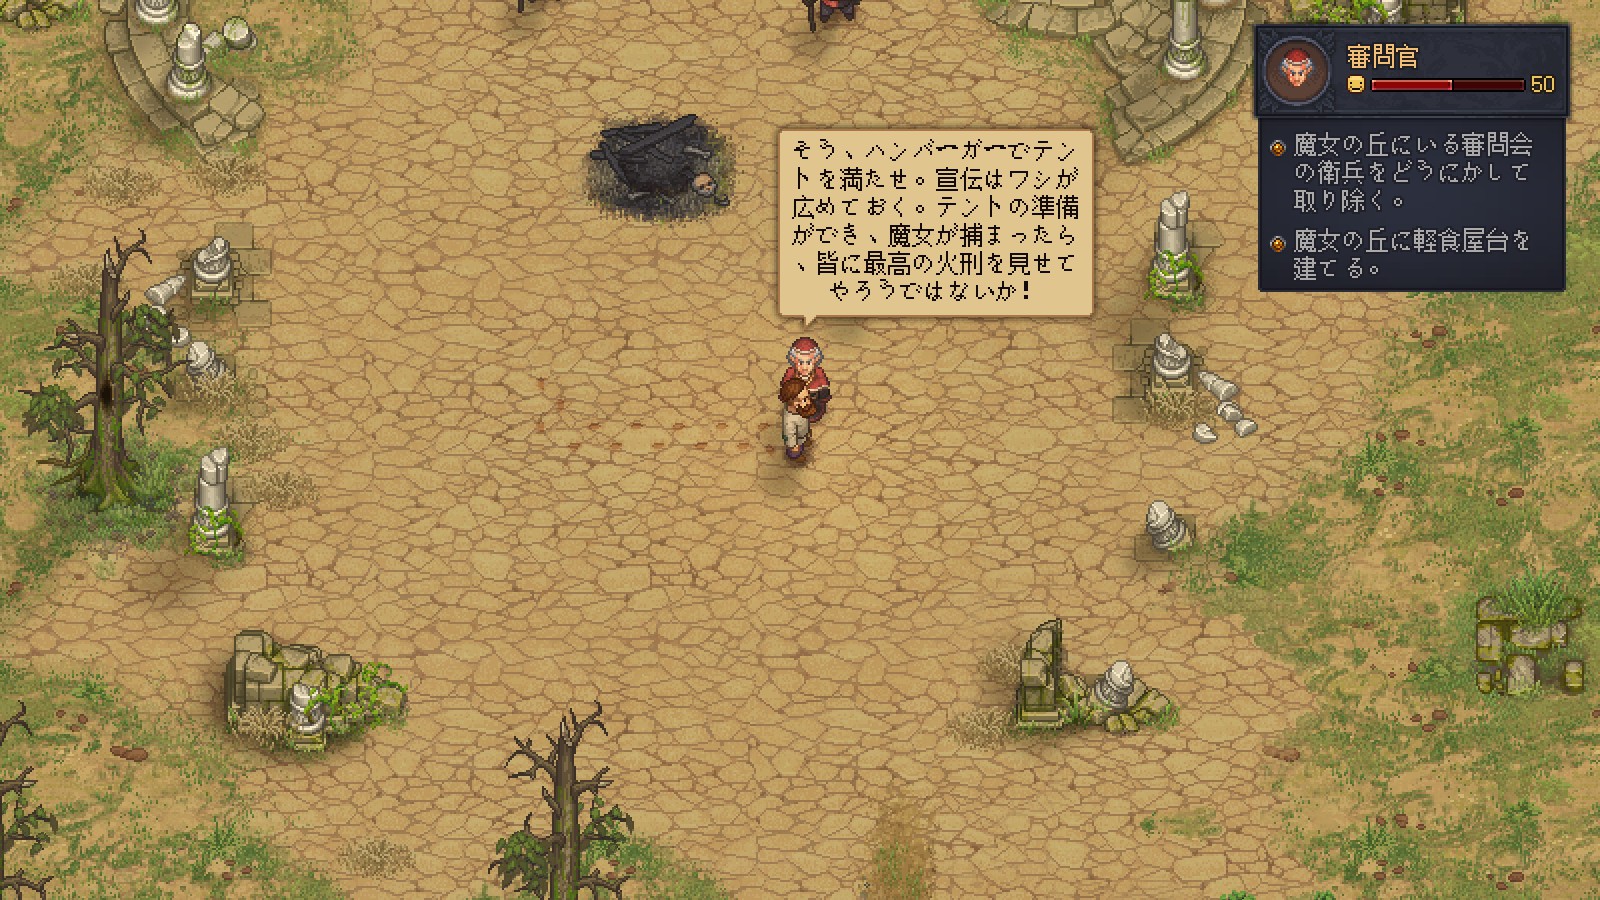 審問官
50
魔女の丘にいる審問会
の衛兵をどうにかして
取り除く。
魔女の丘に軽食屋台を
建てる。
そう、ハンバーガーでテン
トを満たせ。宣伝はワシが
広めておく。テントの準備
ができ、魔女が捕まったら
、皆に最高の火刑を見せて
やろうではないか!